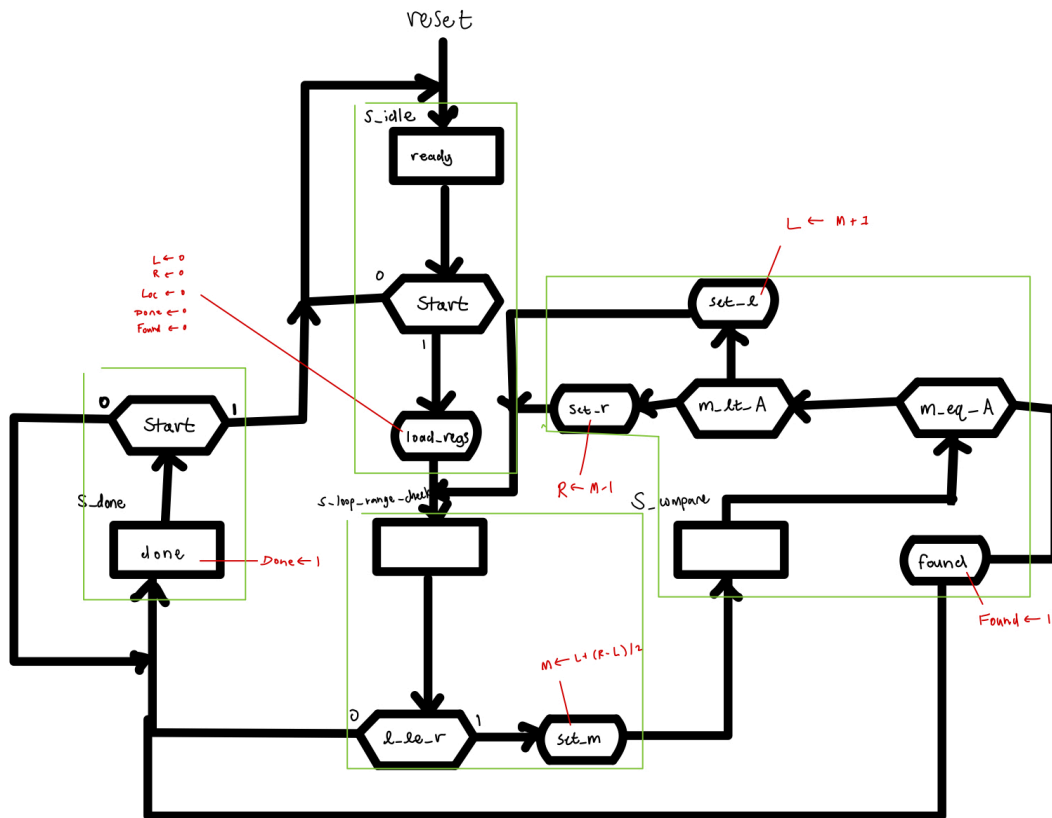 reset
S_idle
ready
0
Start
1
load_regs
L ← 0
R ← 0
Loc ← 0
Done ← 0
Found ← 0
0
Start
1
S_done
done
Done ← 1
S_loop_range_check
0
l_le_r
1
set_m
M ← L + (R-L)/2
L ← M + 1
set_l
set_r
R ← M-1
m_lt_A
m_eq_A
S_compare
found
Found ← 1